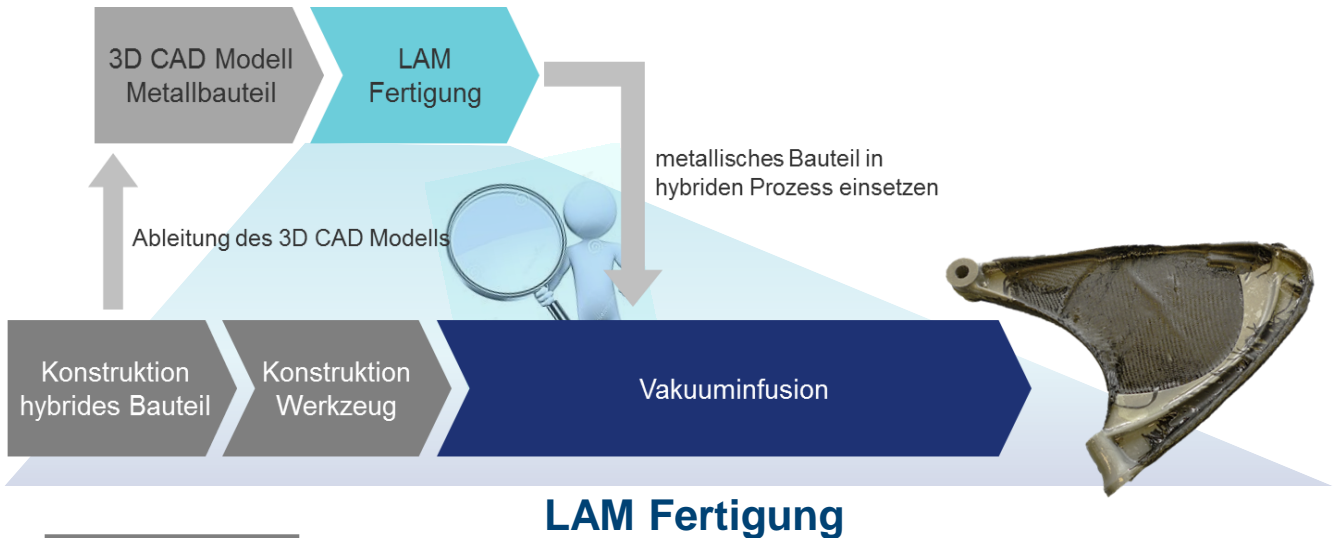 3D CAD Modell
Metallbauteil
LAM
Fertigung
metallisches Bauteil in
hybriden Prozess einsetzen
Ableitung des 3D CAD Modells
Konstruktion
hybrides Bauteil
Konstruktion
Werkzeug
Vakuuminfusion
LAM Fertigung